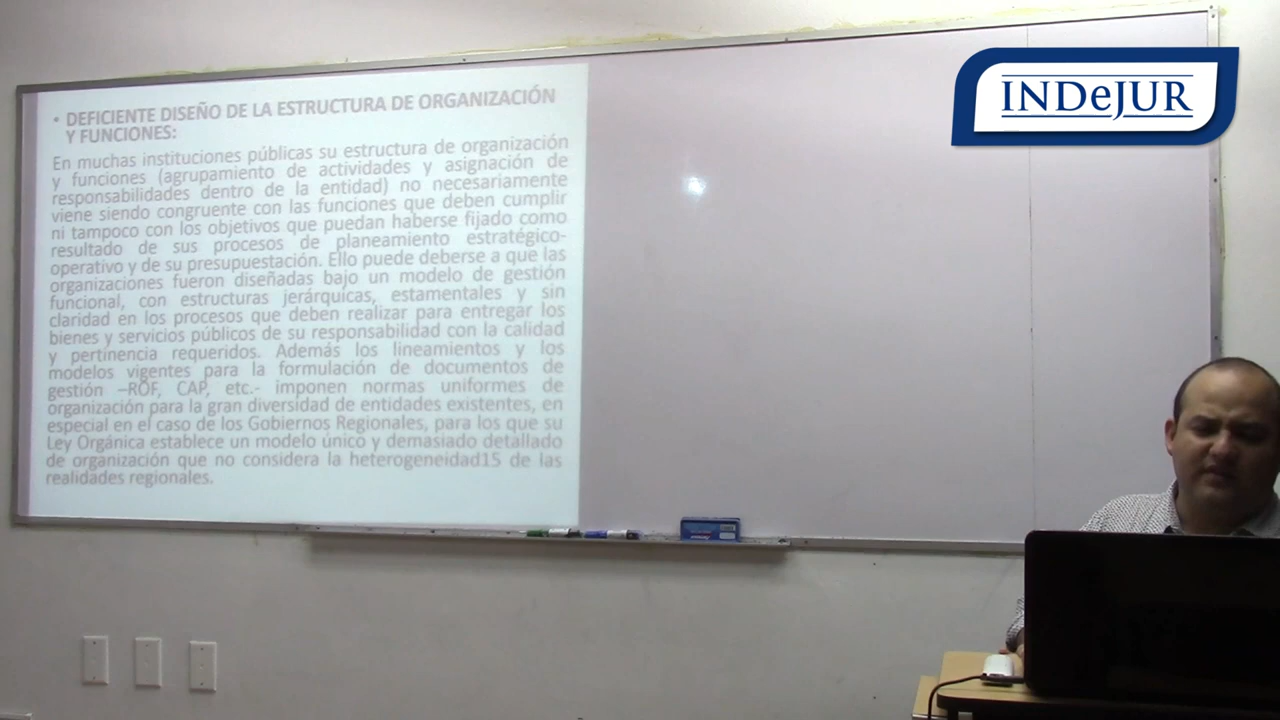 INDeJUR
• DEFICIENTE DISEÑO DE LA ESTRUCTURA DE ORGANIZACIÓN
Y FUNCIONES:
En muchas instituciones públicas su estructura de organización
y funciones (agrupamiento de actividades y asignación de
responsabilidades dentro de la entidad) no necesariamente
viene siendo congruente con las funciones que deben cumplir
ni tampoco con los objetivos que puedan haberse fijado como
resultado de sus procesos de planeamiento estratégico-
operativo y de su presupuestación. Ello puede deberse a que las
organizaciones fueron diseñadas bajo un modelo de gestión
funcional, con estructuras jerárquicas, estamentales y sin
claridad en los procesos que deben realizar para entregar los
bienes y servicios públicos de su responsabilidad con la calidad
y pertinencia requeridos. Además los lineamientos y los
modelos vigentes para la formulación de documentos de
gestión –ROF, CAP, etc.- imponen normas uniformes de
organización para la gran diversidad de entidades existentes, en
especial en el caso de los Gobiernos Regionales, para los que su
Ley Orgánica establece un modelo único y demasiado detallado
de organización que no considera la heterogeneidad15 de las
realidades regionales.